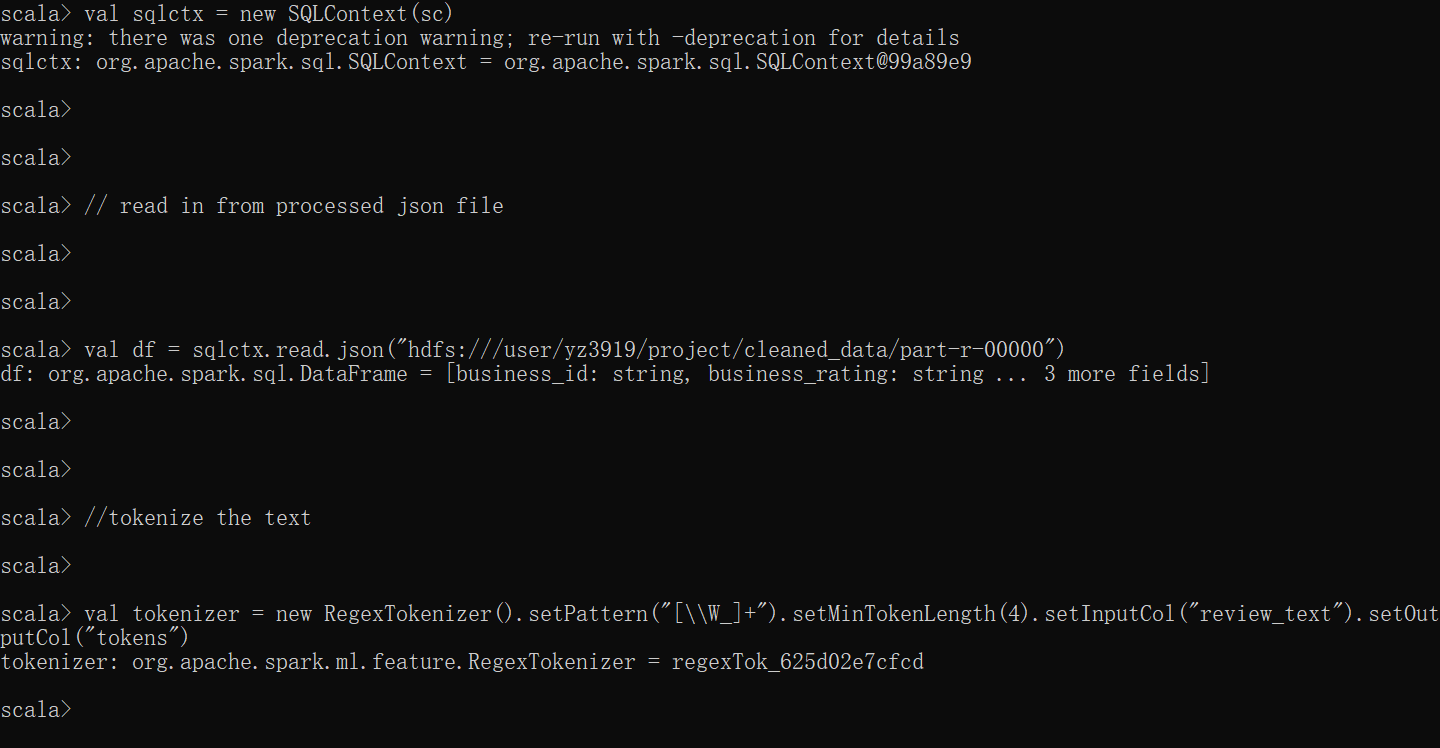 scala> val sqlctx = new SQLContext(sc)
warning: there was one deprecation warning; re-run with -deprecation for details
sqlctx: org.apache.spark.sql.SQLContext = org.apache.spark.sql.SQLContext@99a89e9
scala>
scala>
scala> // read in from processed json file
scala>
scala>
scala> val df = sqlctx.read.json("hdfs:///user/yz3919/project/cleaned_data/part-r-00000")
df: org.apache.spark.sql.DataFrame = [business_id: string, business_rating: string ... 3 more fields]
scala>
scala>
scala> //tokenize the text
scala>
scala> val tokenizer = new RegexTokenizer().setPattern("[\\W_]+").setMinTokenLength(4).setInputCol("review_text").setOut
putCol("tokens")
tokenizer: org.apache.spark.ml.feature.RegexTokenizer = regexTok_625d02e7cfcd
scala>